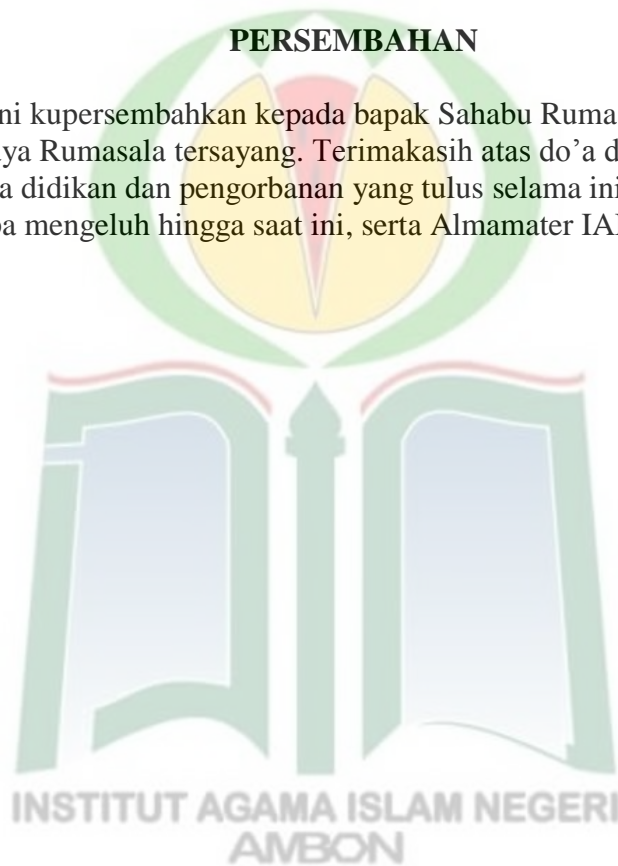 PERSEMBAHAN
ni kupersembahkan kepada bapak Sahabu Ruma
ya Rumasala tersayang. Terimakasih atas do’a d
a didikan dan pengorbanan yang tulus selama ini
a mengeluh hingga saat ini, serta Almamater
INSTITUT AGAMA ISLAM NEGERI
AMBON